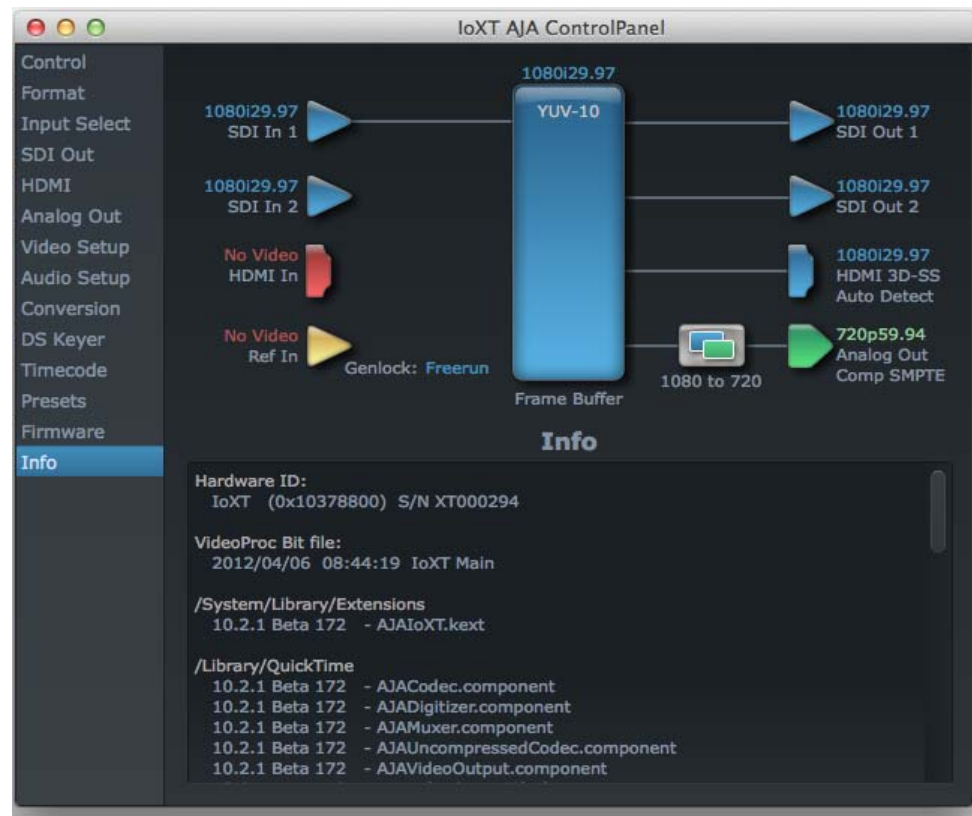 IoXT AJA ControlPanel
Control
Format
Input Select
SDI Out
HDMI
Analog Out
Video Setup
Audio Setup
Conversion
DS Keyer
Timecode
Presets
Firmware
Info
1080i29.97
YUV-10
Frame Buffer
1080i29.97
SDI In 1
1080i29.97
SDI In 2
No Video
HDMI In
No Video
Ref In
Genlock: Freerun
1080i29.97
SDI Out 1
1080i29.97
SDI Out 2
1080i29.97
HDMI 3D-SS
Auto Detect
1080 to 720
720p59.94
Analog Out
Comp SMPTE
Info
Hardware ID:
IoXT (0x10378800) S/N XT000294
VideoProc Bit file:
2012/04/06 08:44:19 IoXT Main
/System/Library/Extensions
10.2.1 Beta 172 - AJAIoXT.kext
/Library/QuickTime
10.2.1 Beta 172 - AJACodec.component
10.2.1 Beta 172 - AJADigitizer.component
10.2.1 Beta 172 - AJAMuxer.component
10.2.1 Beta 172 - AJAUncompressedCodec.component
10.2.1 Beta 172 - AJAVideoOutput.component